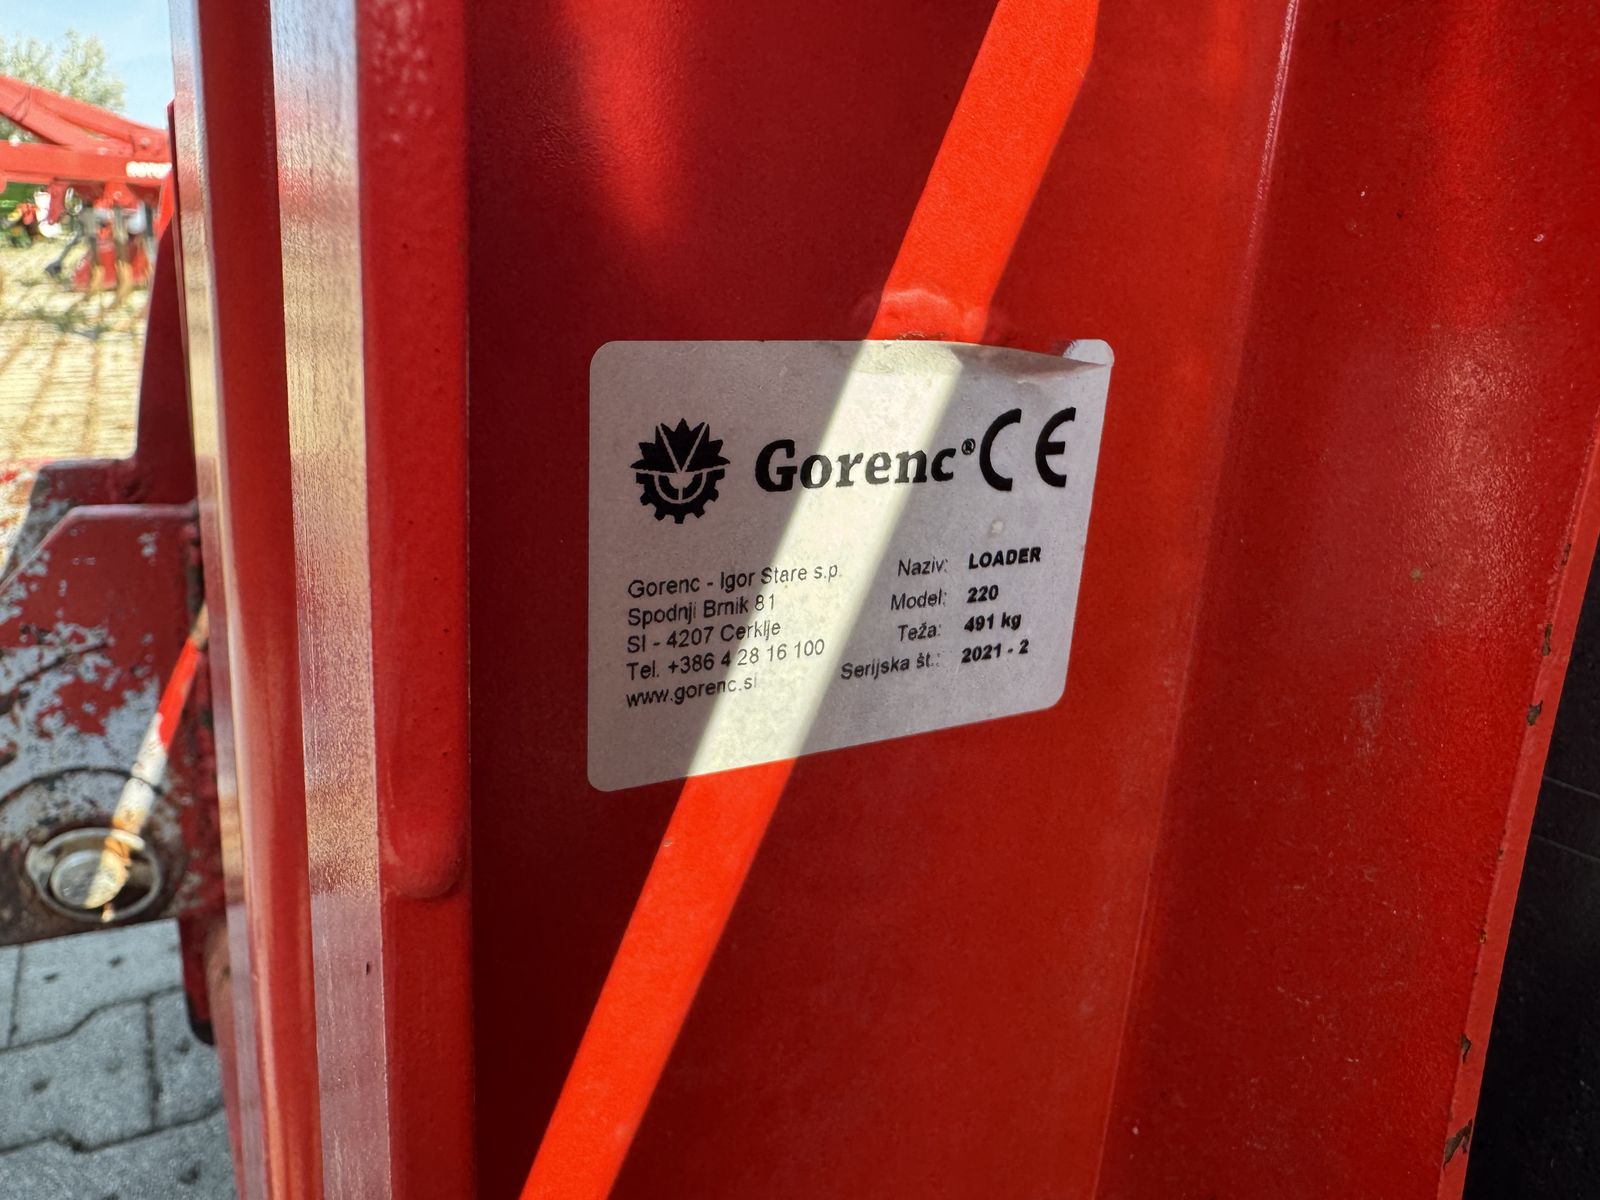 Gorenc® CE
Gorenc - Igor Stare s.p.
Spodnji Brnik 81
SI - 4207 Cerklje
Tel. +386 4 28 16 100
www.gorenc.si
Naziv: LOADER
Model: 220
Teža: 491 kg
Serijska št.: 2021 - 2